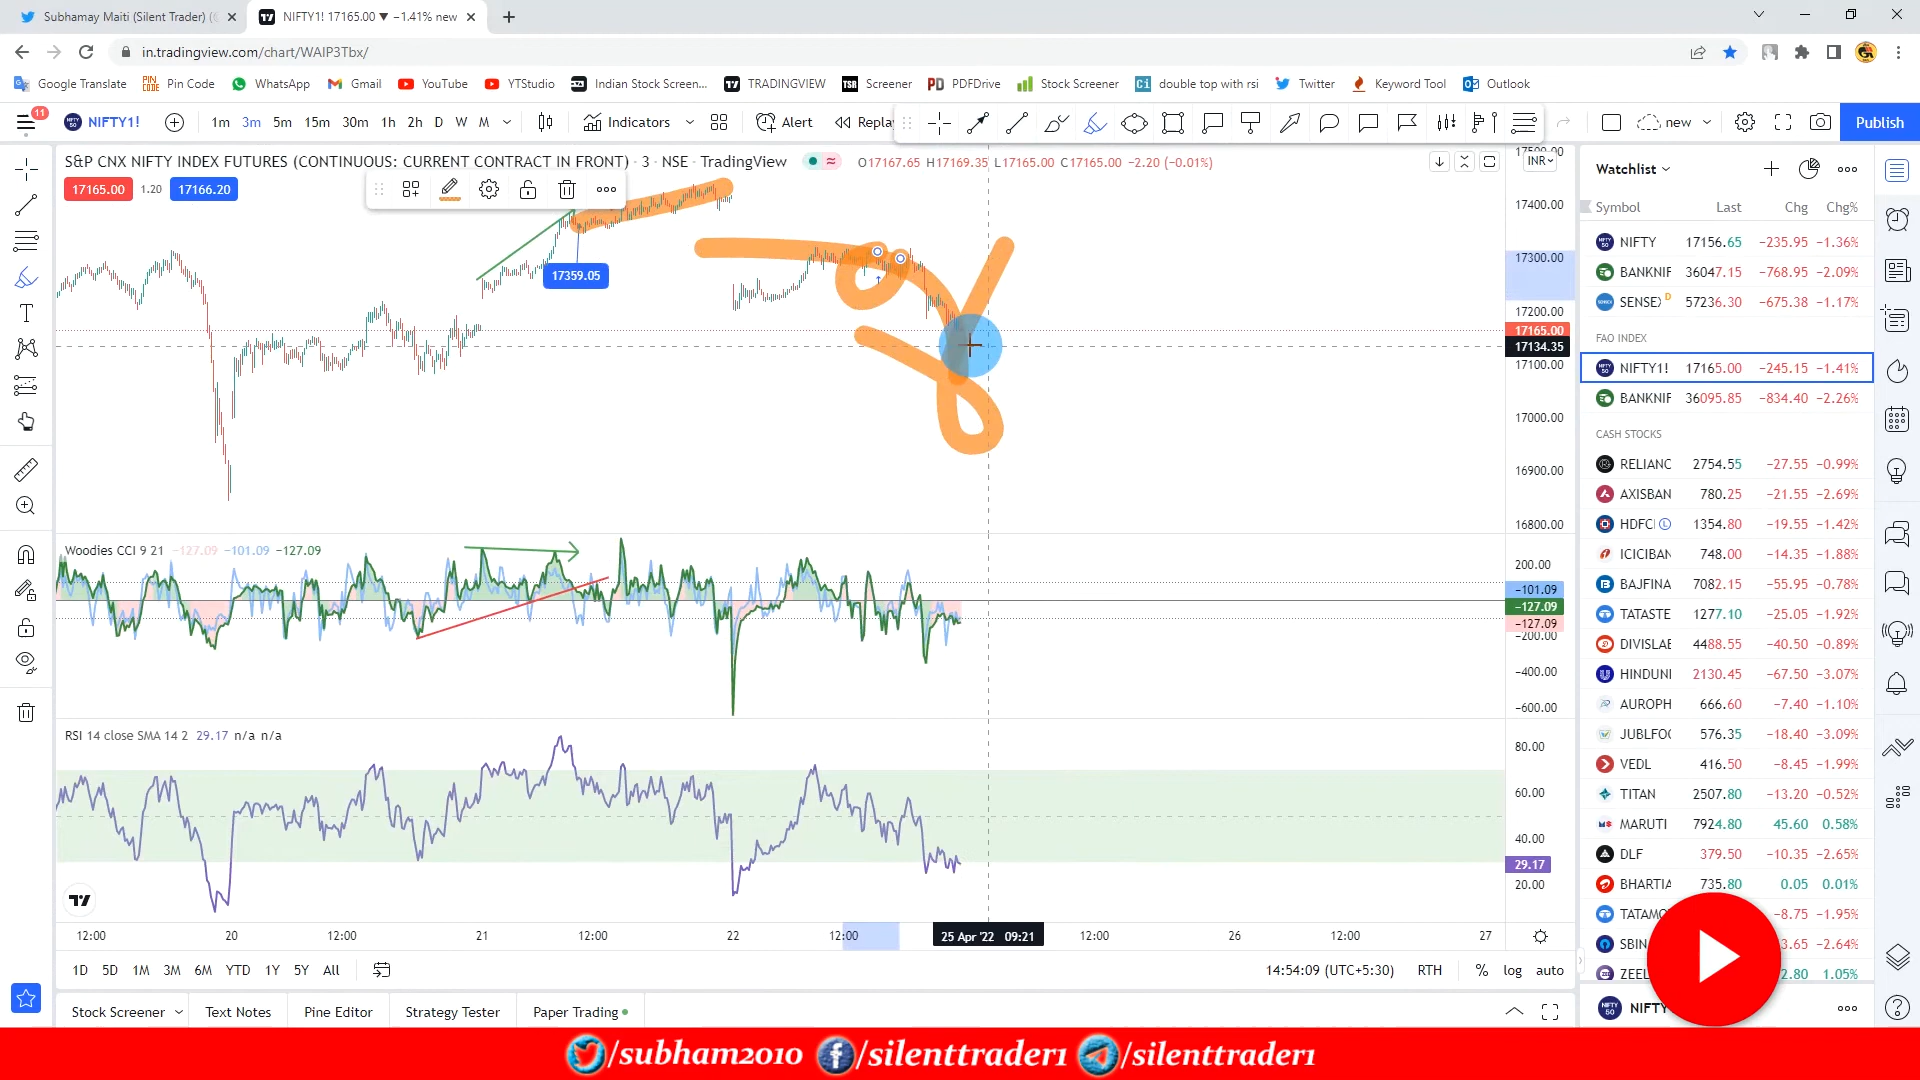 Subhamay Maiti (Silent Trader) (
NIFTY1! 17165.00 ▼ −1.41% new
in.tradingview.com/chart/WAIP3Tbx/
Google Translate Pin Code WhatsApp Gmail YouTube YTStudio Indian Stock Screen... TRADINGVIEW Screener PDFDrive Stock Screener double top with rsi Twitter Keyword Tool Outlook
11 NIFTY1! 1m 3m 5m 15m 30m 1h 2h D W M Indicators Alert Repla new Publish
S&P CNX NIFTY INDEX FUTURES (CONTINUOUS: CURRENT CONTRACT IN FRONT) · 3 · NSE · TradingView O17167.65 H17169.35 L17165.00 C17165.00 −2.20 (−0.01%)
17165.00 1.20 17166.20
17359.05
INR
17500.00
17400.00
17300.00
17200.00
17165.00
17134.35
17100.00
17000.00
16900.00
16800.00
Woodies CCI 9 21 −127.09 −101.09 −127.09
200.00
−101.09
−127.09
−127.09
−200.00
−400.00
−600.00
RSI 14 close SMA 14 2 29.17 n/a n/a
80.00
60.00
40.00
29.17
20.00
12:00 20 12:00 21 12:00 22 12:00 25 Apr '22 09:21 12:00 26 12:00 27
1D 5D 1M 3M 6M YTD 1Y 5Y All 14:54:09 (UTC+5:30) RTH % log auto
Stock Screener Text Notes Pine Editor Strategy Tester Paper Trading
Watchlist
Symbol Last Chg Chg%
NIFTY 17156.65 −235.95 −1.36%
BANKNIF 36047.15 −768.95 −2.09%
SENSEX D 57236.30 −675.38 −1.17%
FAO INDEX
NIFTY1! 17165.00 −245.15 −1.41%
BANKNIF 36095.85 −834.40 −2.26%
CASH STOCKS
RELIANC 2754.55 −27.55 −0.99%
AXISBAN 780.25 −21.55 −2.69%
HDFC L 1354.80 −19.55 −1.42%
ICICIBAN 748.00 −14.35 −1.88%
BAJFINA 7082.15 −55.95 −0.78%
TATASTE 1277.10 −25.05 −1.92%
DIVISLAE 4488.55 −40.50 −0.89%
HINDUNI 2130.45 −67.50 −3.07%
AUROPH 666.60 −7.40 −1.10%
JUBLFOO 576.35 −18.40 −3.09%
VEDL 416.50 −8.45 −1.99%
TITAN 2507.80 −13.20 −0.52%
MARUTI 7924.80 45.60 0.58%
DLF 379.50 −10.35 −2.65%
BHARTIA 735.80 0.05 0.01%
TATAMO −8.75 −1.95%
SBIN 3.65 −2.64%
ZEEL 2.80 1.05%
NIFTY
/subham2010 /silenttrader1 /silenttrader1